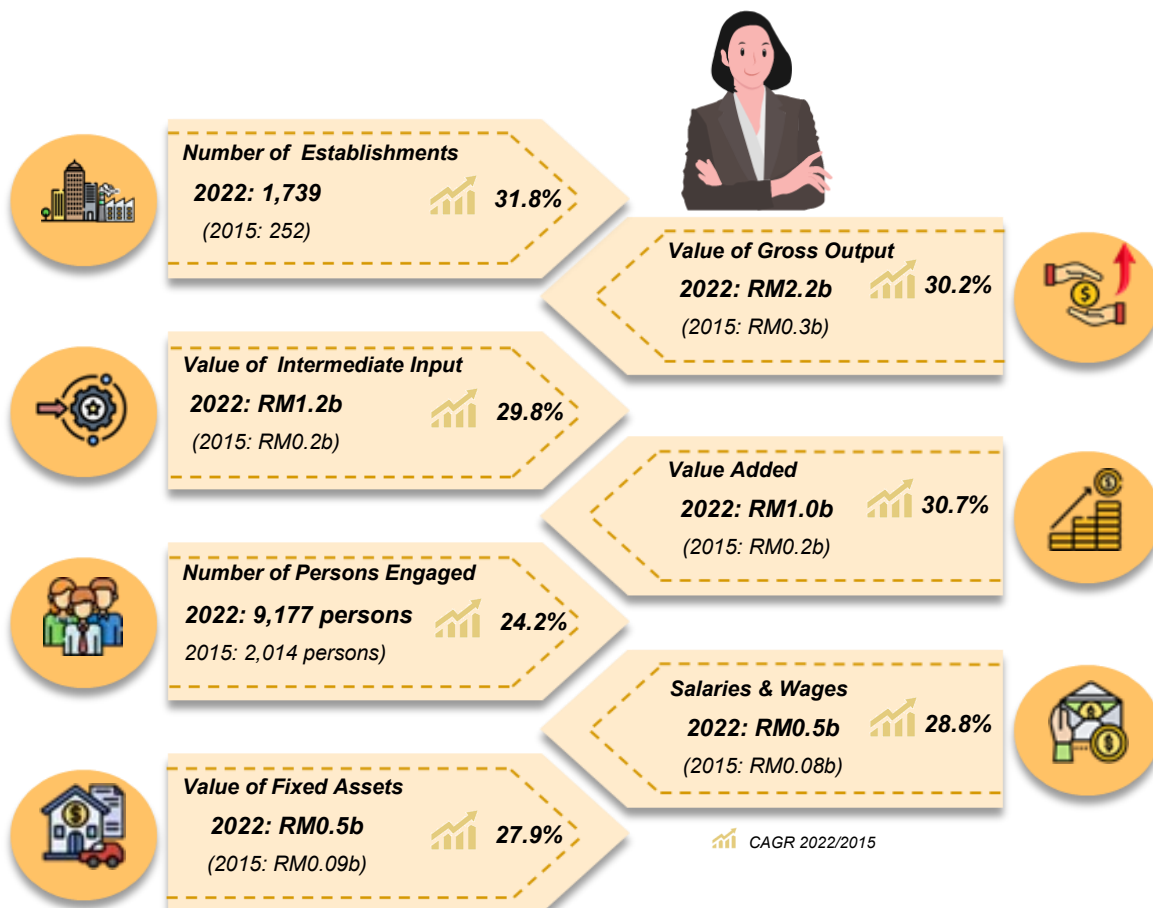 Number of Establishments
2022: 1,739
31.8%
(2015: 252)
Value of Gross Output
2022: RM2.2b
30.2%
(2015: RM0.3b)
Value of Intermediate Input
2022: RM1.2b
29.8%
(2015: RM0.2b)
Value Added
2022: RM1.0b
30.7%
(2015: RM0.2b)
Number of Persons Engaged
2022: 9,177 persons
24.2%
2015: 2,014 persons)
Salaries & Wages
2022: RM0.5b
28.8%
(2015: RM0.08b)
Value of Fixed Assets
2022: RM0.5b
27.9%
(2015: RM0.09b)
CAGR 2022/2015